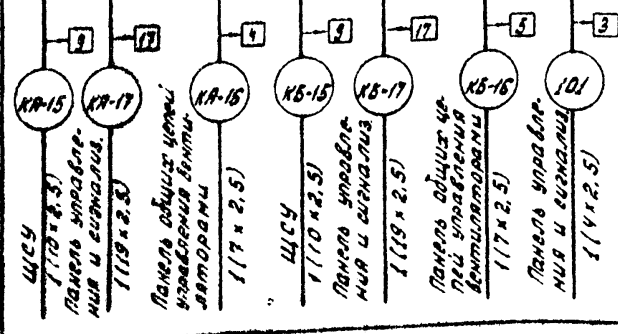 9
17
4
9
17
5
3
КА-15
КА-17
КА-16
КБ-15
КБ-17
КБ-16
101
ЩСУ
1(10×2,5)
Панель управле-
ния и сигнализ.
1(19×2,5)
Панель общих цепей
управления венти-
ляторами
1(7×2,5)
ЩСУ
1(10×2,5)
Панель управле-
ния и сигнализ.
1(19×2,5)
Панель общих це-
пей управления
вентиляторами
1(7×2,5)
Панель управле-
ния и сигнализ.
1(4×2,5)